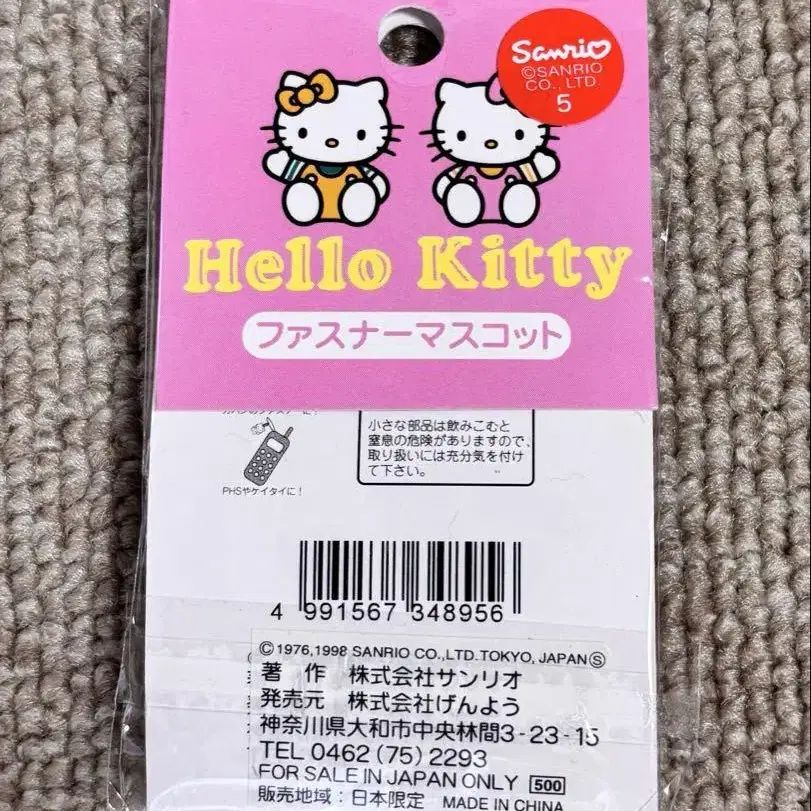 Sanrio
©SANRIO
CO., LTD.
5
Hello Kitty
ファスナーマスコット
PHSやケイタイに!
小さな部品は飲みこむと
窒息の危険がありますので、
取り扱いには充分気を付け
て下さい。
4 991567 348956
©1976,1998 SANRIO CO.,LTD.TOKYO, JAPANⓈ
著 作 株式会社サンリオ
発売元 株式会社げんよう
神奈川県大和市中央林間3-23-15
TEL 0462(75)2293
FOR SALE IN JAPAN ONLY 500
販売地域:日本限定 MADE IN CHINA